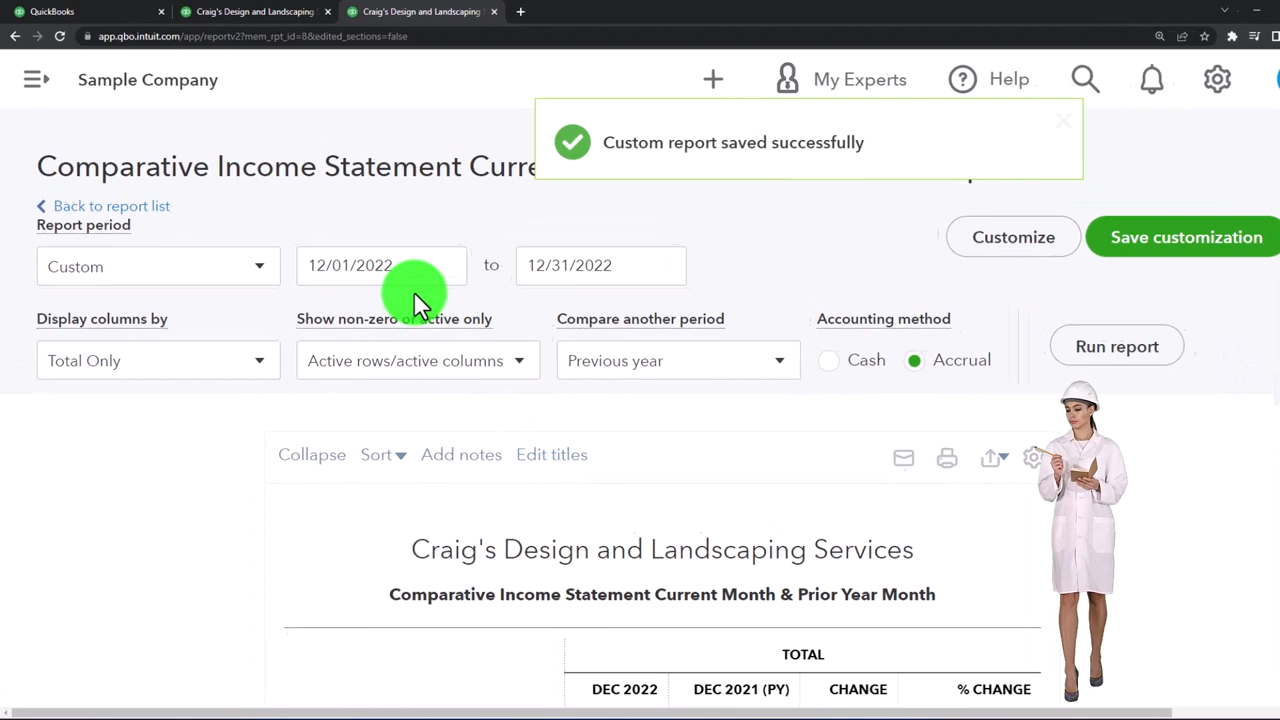 QuickBooks
Craig's Design and Landscaping
Craig's Design and Landscaping
app.qbo.intuit.com/app/reportv2?mem_rpt_id=8&edited_sections=false
Sample Company
My Experts
Help
Custom report saved successfully
Comparative Income Statement Curre
Back to report list
Report period
Customize
Save customization
Custom
12/01/2022
to
12/31/2022
Display columns by
Show non-zero or active only
Compare another period
Accounting method
Total Only
Active rows/active columns
Previous year
Cash
Accrual
Run report
Collapse
Sort
Add notes
Edit titles
Craig's Design and Landscaping Services
Comparative Income Statement Current Month & Prior Year Month
TOTAL
DEC 2022 DEC 2021 (PY) CHANGE % CHANGE